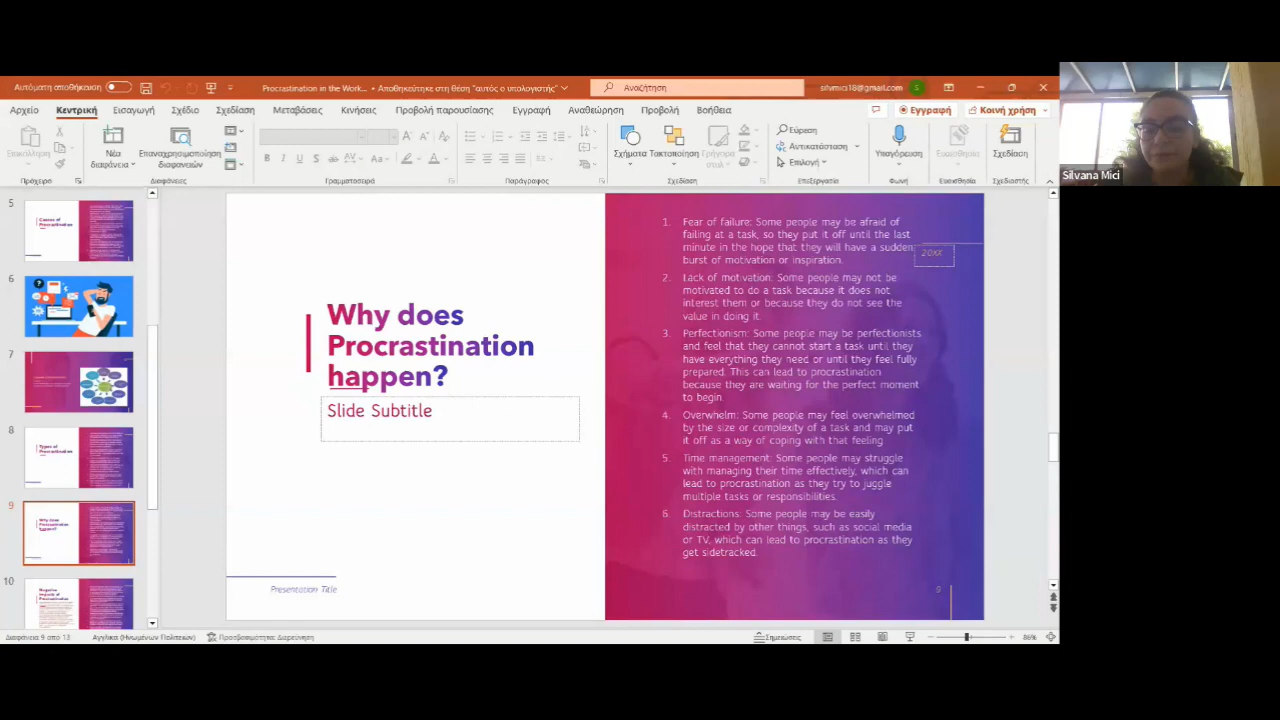 Αυτόματη αποθήκευση
Procrastination in the Work... • Αποθηκεύτηκε στη θέση "αυτός ο υπολογιστής"
Αναζήτηση
silvmici18@gmail.com
S
Αρχείο Κεντρική Εισαγωγή Σχέδιο Σχεδίαση Μεταβάσεις Κινήσεις Προβολή παρουσίασης Εγγραφή Αναθεώρηση Προβολή Βοήθεια
Εγγραφή
Κοινή χρήση
Επικόλληση
Νέα
διαφάνεια
Επαναχρησιμοποίηση
διαφανειών
Σχήματα
Τακτοποίηση
Γρήγορα
στυλ
Εύρεση
Αντικατάσταση
Επιλογή
Υπαγόρευση
Ευαισθησία
Σχεδίαση
Πρόχειρο
Διαφάνειες
Γραμματοσειρά
Παράγραφος
Σχεδίαση
Επεξεργασία
Φωνή
Ευαισθησία
Σχεδιαστής
Silvana Mici
5
Causes of
Procrastination
6
7
8
Types of
Procrastination
9
Why does
Procrastination
happen?
10
Negative
Impacts of
Procrastination
Why does
Procrastination
happen?
Slide Subtitle
Presentation Title
1. Fear of failure: Some people may be afraid of
failing at a task, so they put it off until the last
minute in the hope that they will have a sudden
burst of motivation or inspiration.
20XX
2. Lack of motivation: Some people may not be
motivated to do a task because it does not
interest them or because they do not see the
value in doing it.
3. Perfectionism: Some people may be perfectionists
and feel that they cannot start a task until they
have everything they need or until they feel fully
prepared. This can lead to procrastination
because they are waiting for the perfect moment
to begin.
4. Overwhelm: Some people may feel overwhelmed
by the size or complexity of a task and may put
it off as a way of coping with that feeling
5. Time management: Some people may struggle
with managing their time effectively, which can
lead to procrastination as they try to juggle
multiple tasks or responsibilities.
6. Distractions: Some people may be easily
distracted by other things, such as social media
or TV, which can lead to procrastination as they
get sidetracked.
9
Διαφάνεια 9 από 13
Αγγλικά (Ηνωμένων Πολιτειών)
Προσβασιμότητα: Διερεύνηση
Σημειώσεις
86%